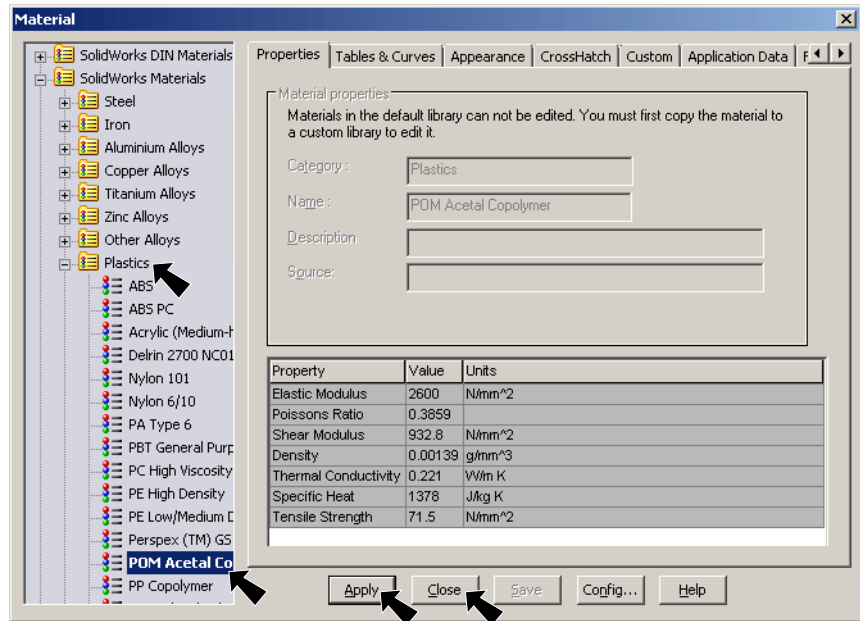 Material
SolidWorks DIN Materials
SolidWorks Materials
Steel
Iron
Aluminium Alloys
Copper Alloys
Titanium Alloys
Zinc Alloys
Other Alloys
Plastics
ABS
ABS PC
Acrylic (Medium-h
Delrin 2700 NC01
Nylon 101
Nylon 6/10
PA Type 6
PBT General Purp
PC High Viscosity
PE High Density
PE Low/Medium D
Perspex (TM) GS
POM Acetal Co
PP Copolymer
Properties Tables & Curves Appearance CrossHatch Custom Application Data F
Material properties
Materials in the default library can not be edited. You must first copy the material to
a custom library to edit it.
Category : Plastics
Name : POM Acetal Copolymer
Description
Source:
Property Value Units
Elastic Modulus 2600 N/mm^2
Poissons Ratio 0.3859
Shear Modulus 932.8 N/mm^2
Density 0.00139 g/mm^3
Thermal Conductivity 0.221 W/m K
Specific Heat 1378 J/kg K
Tensile Strength 71.5 N/mm^2
Apply Close Save Config... Help